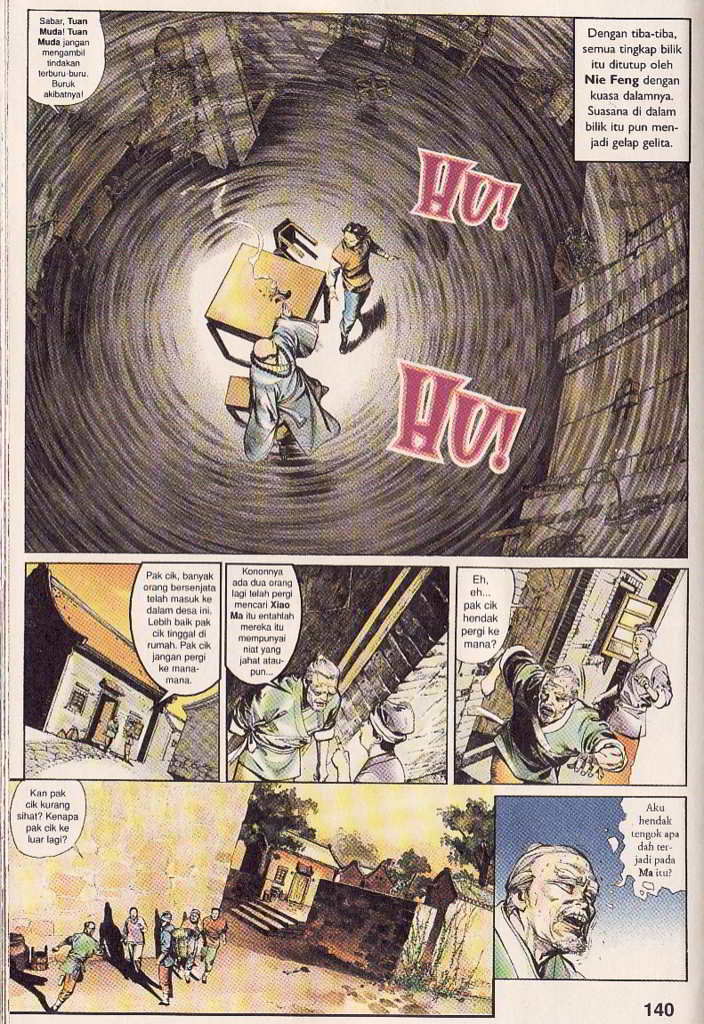 Sabar, Tuan
Muda! Tuan
Muda jangan
mengambil
tindakan
terburu-buru.
Buruk
akibatnya!
Dengan tiba-tiba,
semua tingkap bilik
itu ditutup oleh
Nie Feng dengan
kuasa dalamnya.
Suasana di dalam
bilik itu pun men-
jadi gelap gelita.
HU!
HU!
Pak cik, banyak
orang bersenjata
telah masuk ke
dalam desa ini.
Lebih baik pak
cik tinggal di
rumah. Pak cik
jangan pergi
ke mana-
mana.
Kononnya
ada dua orang
lagi telah pergi
mencari Xiao
Ma itu entahlah
mereka itu
mempunyai
niat yang
jahat atau-
pun...
Eh,
eh...
pak cik
hendak
pergi ke
mana?
Kan pak
cik kurang
sihat? Kenapa
pak cik ke
luar lagi?
Aku
hendak
tengok apa
dah ter-
jadi pada
Ma itu?
140